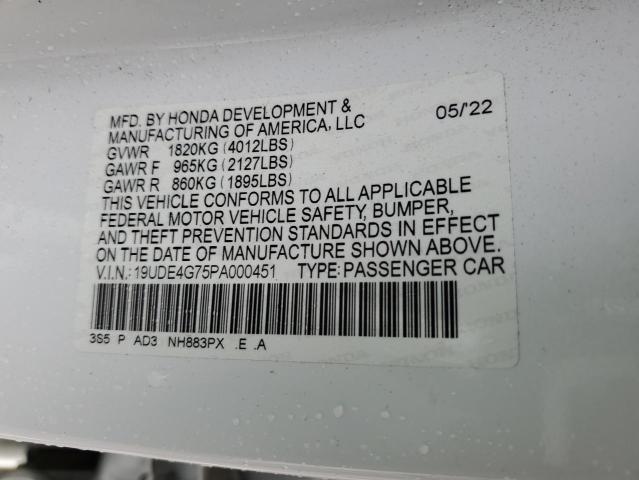 MFD. BY HONDA DEVELOPMENT & 05/'22
MANUFACTURING OF AMERICA, LLC
GVWR 1820KG (4012LBS)
GAWR F 965KG (2127LBS)
GAWR R 860KG (1895LBS)
THIS VEHICLE CONFORMS TO ALL APPLICABLE
FEDERAL MOTOR VEHICLE SAFETY, BUMPER,
AND THEFT PREVENTION STANDARDS IN EFFECT
ON THE DATE OF MANUFACTURE SHOWN ABOVE.
V.I.N.: 19UDE4G75PA000451 TYPE: PASSENGER CAR
3S5 P AD3 NH883PX .E .A